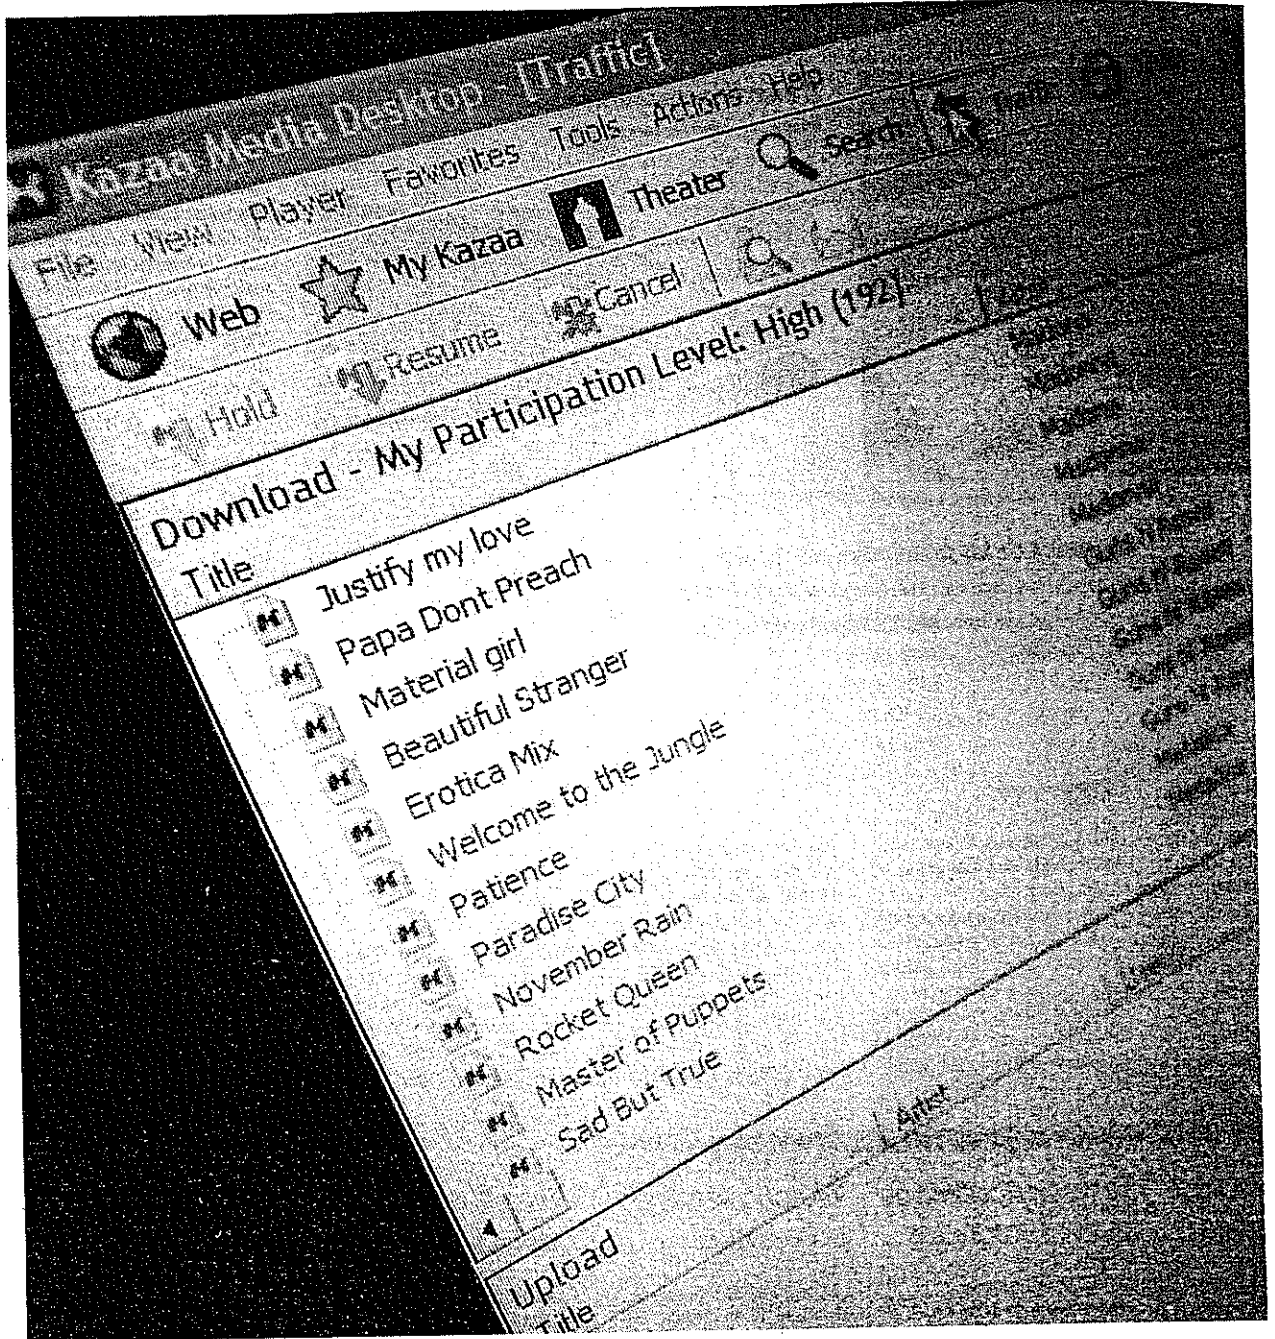 Kazaa Media Desktop - [Traffic]
File View Player Favorites Tools Actions Help
Web My Kazaa Theater Search Traffic
Hold Resume Cancel
Download - My Participation Level: High (192)
Title
Justify my love
Papa Dont Preach
Material girl
Beautiful Stranger
Erotica Mix
Welcome to the Jungle
Patience
Paradise City
November Rain
Rocket Queen
Master of Puppets
Sad But True
Upload
Title Artist